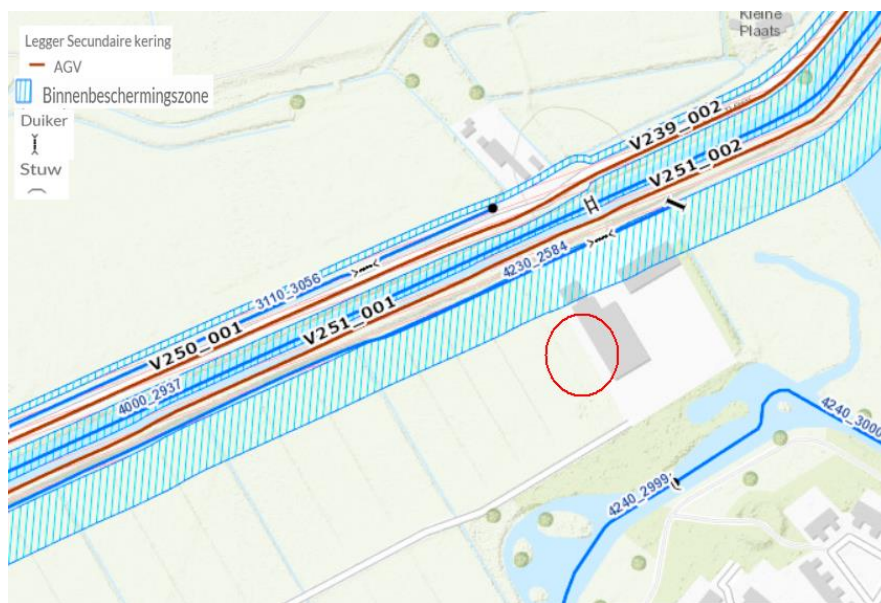 Kleine
Plaats
Legger Secundaire kering
AGV
Binnenbeschermingszone
Duiker
Stuw
V239_002
V251_002
4230_2584
3110_3056
V250_001
V251_001
4000_2937
4240_3000
4240_2999